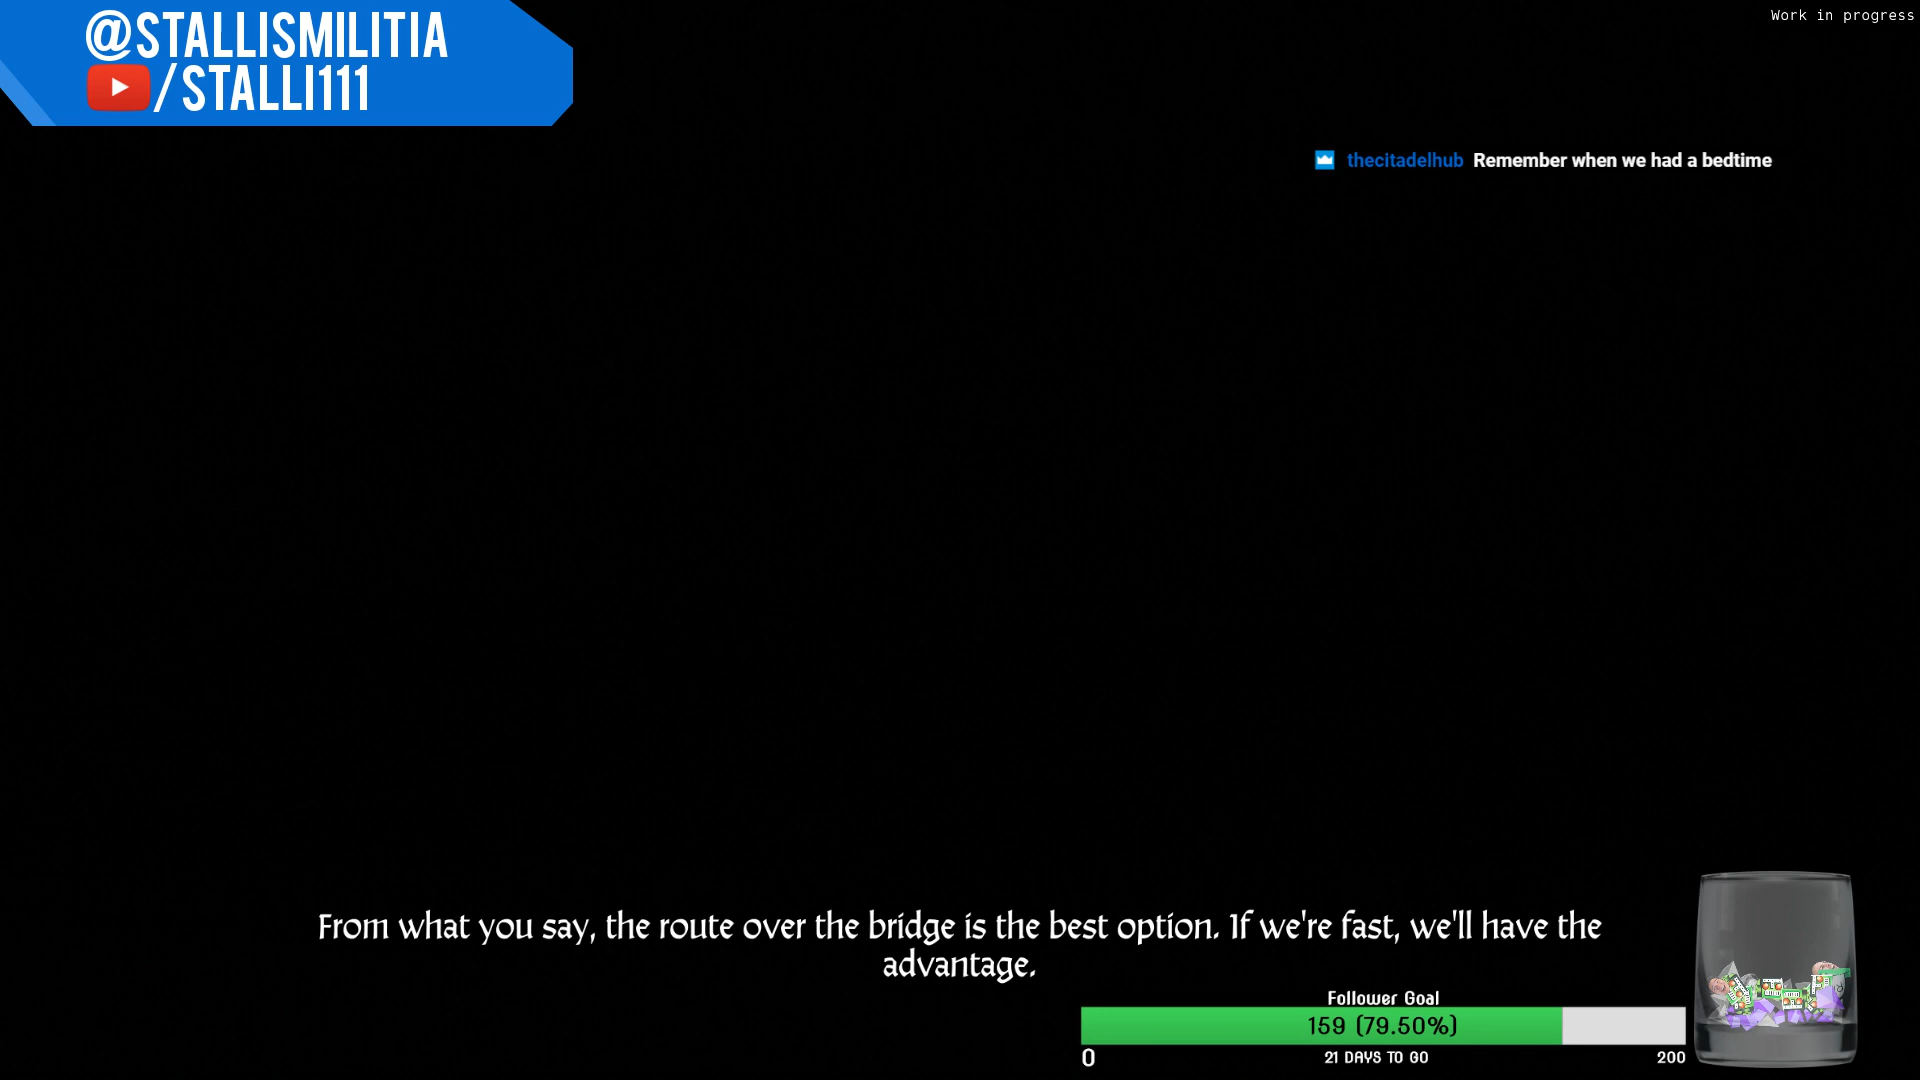 @STALLISMILITIA
/STALLI111
Work in progress
thecitadelhub Remember when we had a bedtime
From what you say, the route over the bridge is the best option. If we're fast, we'll have the
advantage.
Follower Goal
159 (79.50%)
0 21 DAYS TO GO 200